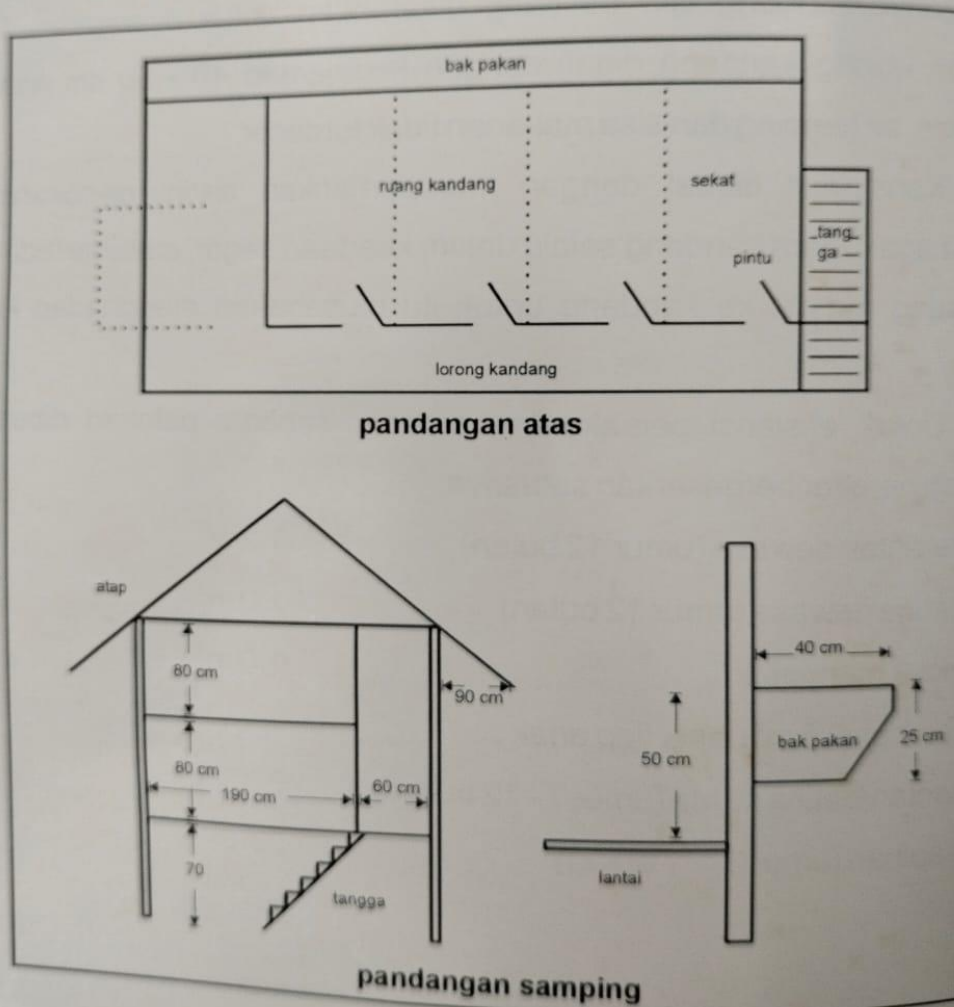 bak pakan
ruang kandang
sekat
tang
ga
pintu
lorong kandang
pandangan atas
atap
80 cm
90 cm
80 cm
190 cm
60 cm
70
tangga
40 cm
50 cm
bak pakan
25 cm
lantai
pandangan samping